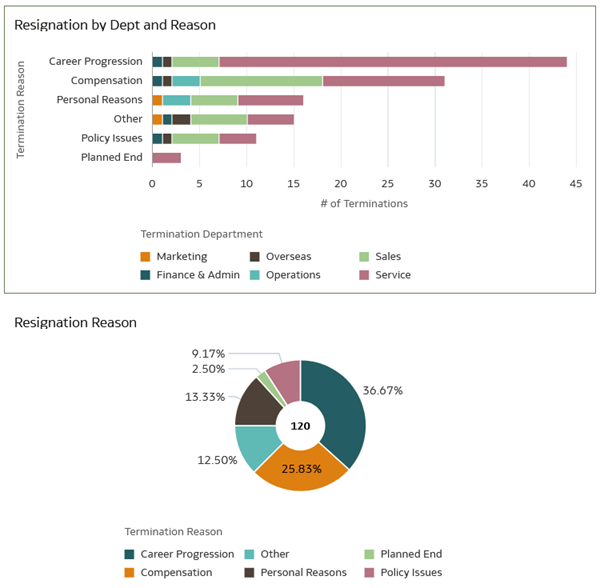 Resignation by Dept and Reason
Termination Reason
Career Progression
Compensation
Personal Reasons
Other
Policy Issues
Planned End
0 5 10 15 20 25 30 35 40 45
# of Terminations
Termination Department
Marketing Overseas Sales
Finance & Admin Operations Service
Resignation Reason
9.17%
2.50%
13.33%
36.67%
120
12.50%
25.83%
Termination Reason
Career Progression Other Planned End
Compensation Personal Reasons Policy Issues